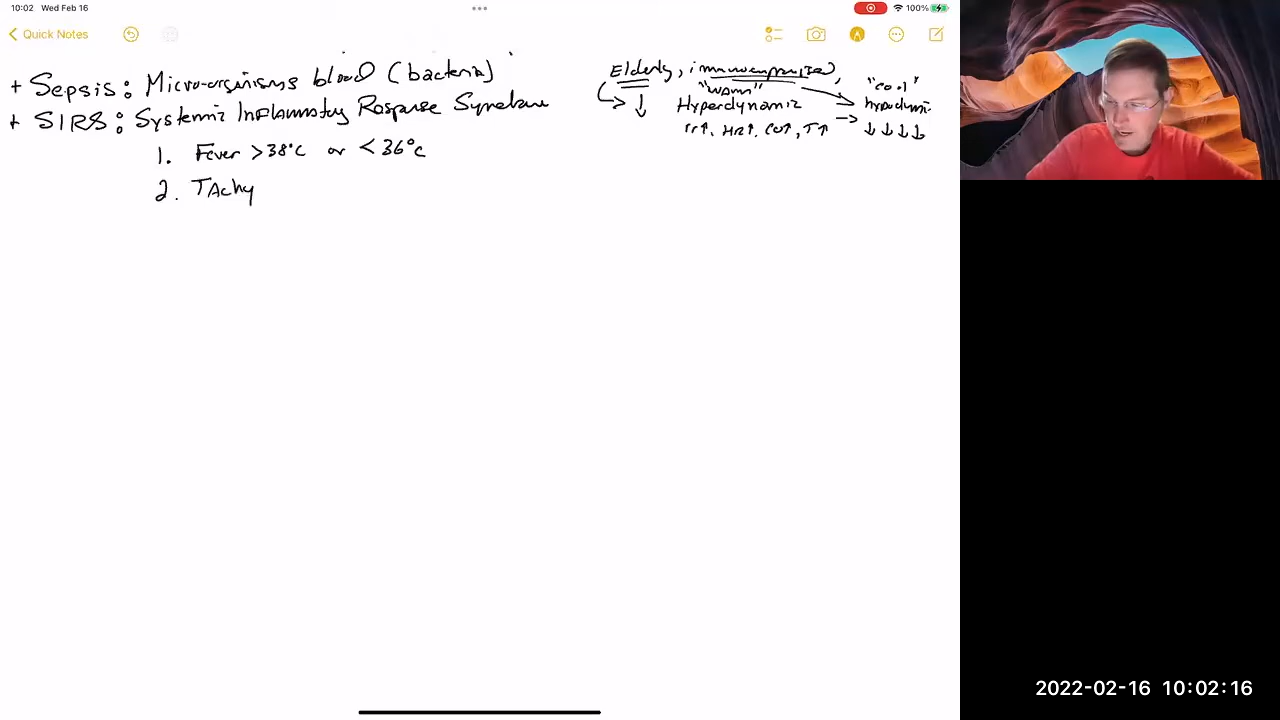 10:02 Wed Feb 16
100%
Quick Notes
+ Sepsis: Micro-organisms blood (bacteria)
+ SIRS: Systemic Inflammatory Response Syndrome
1. Fever >38°C or <36°C
2. TAchy
Elderly, immunocompromised
↓
"warm"
Hyperdynamic
HR↑, CO↑, T↑
"cool"
hypodynamic
↓ ↓ ↓ ↓
2022-02-16 10:02:16